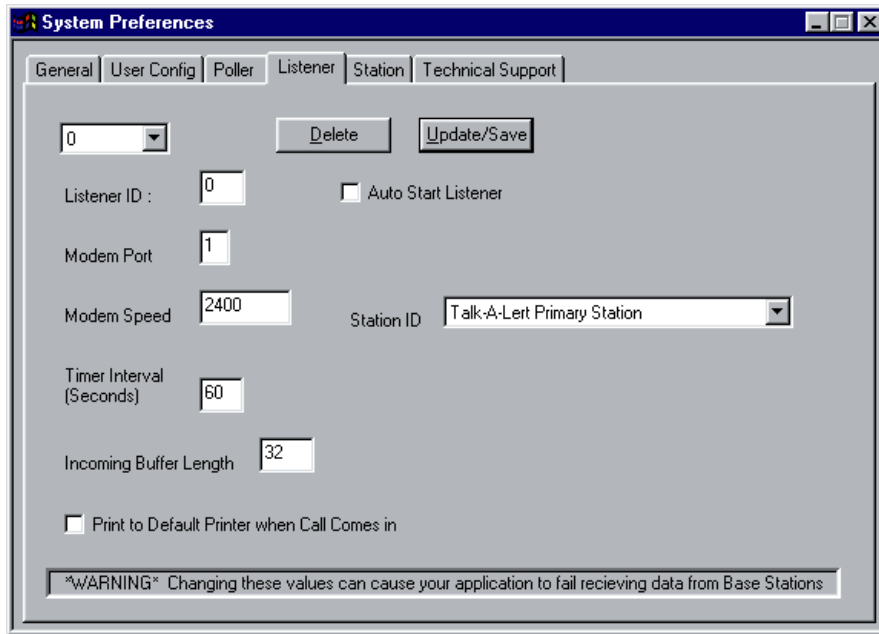 System Preferences
General User Config Poller Listener Station Technical Support
0 Delete Update/Save
Listener ID : 0 Auto Start Listener
Modem Port 1
Modem Speed 2400 Station ID Talk-A-Lert Primary Station
Timer Interval
(Seconds) 60
Incoming Buffer Length 32
Print to Default Printer when Call Comes in
*WARNING* Changing these values can cause your application to fail recieving data from Base Stations